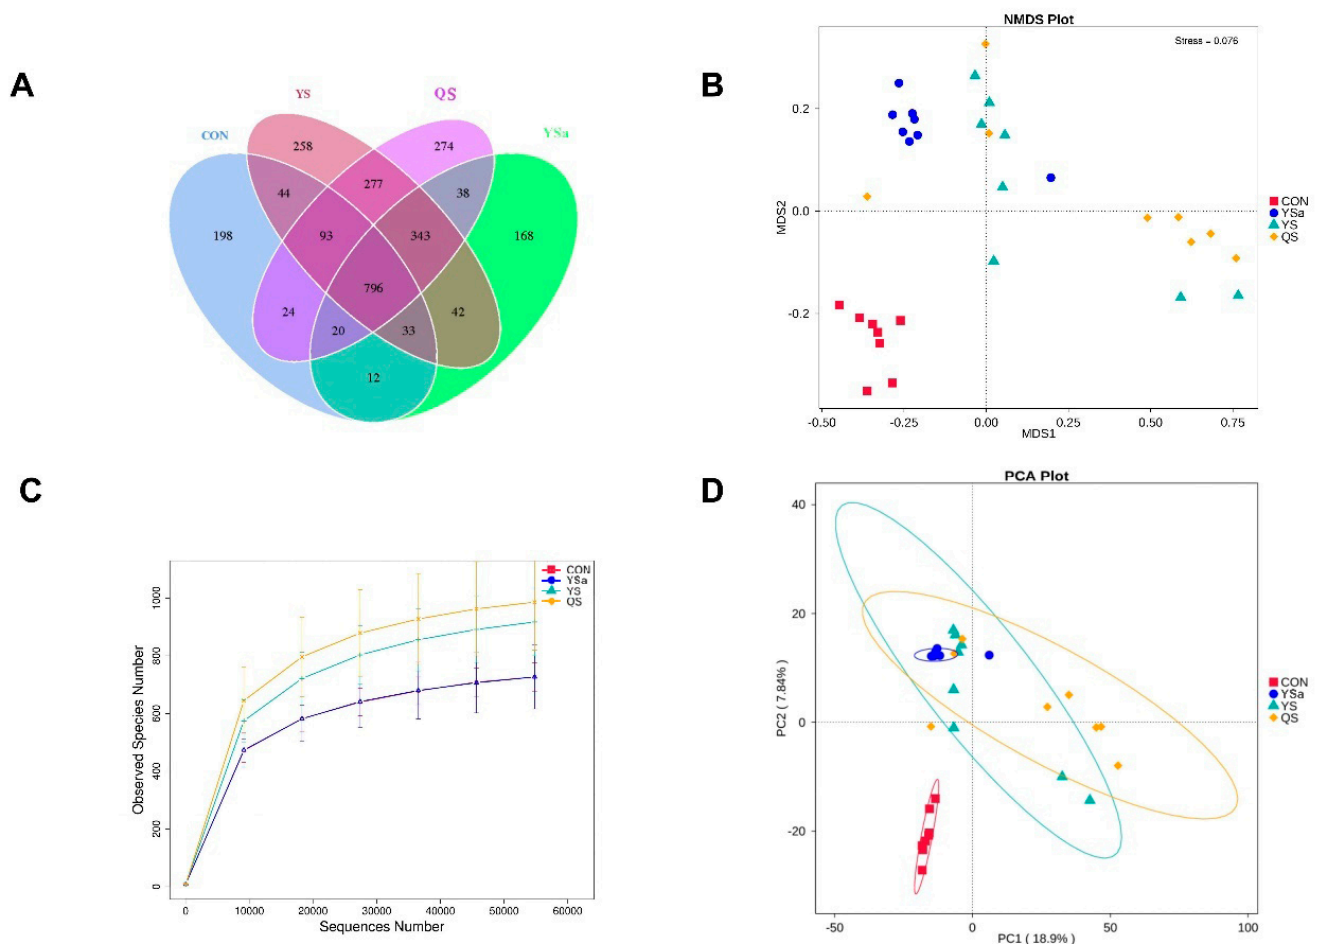 A
YS
QS
CON
YSa
258
274
44
277
38
198
93
343
168
796
24
20
33
42
12
B
NMDS Plot
Stress = 0.076
MDS2
0.2
0.0
-0.2
-0.50
-0.25
0.00
0.25
0.50
0.75
MDS1
CON
YSa
YS
QS
C
Observed Species Number
1000
800
600
400
200
0
0
10000
20000
30000
40000
50000
60000
Sequences Number
CON
YSa
YS
QS
D
PCA Plot
PC2 ( 7.84% )
40
20
0
-20
-50
0
50
100
PC1 ( 18.9% )
CON
YSa
YS
QS